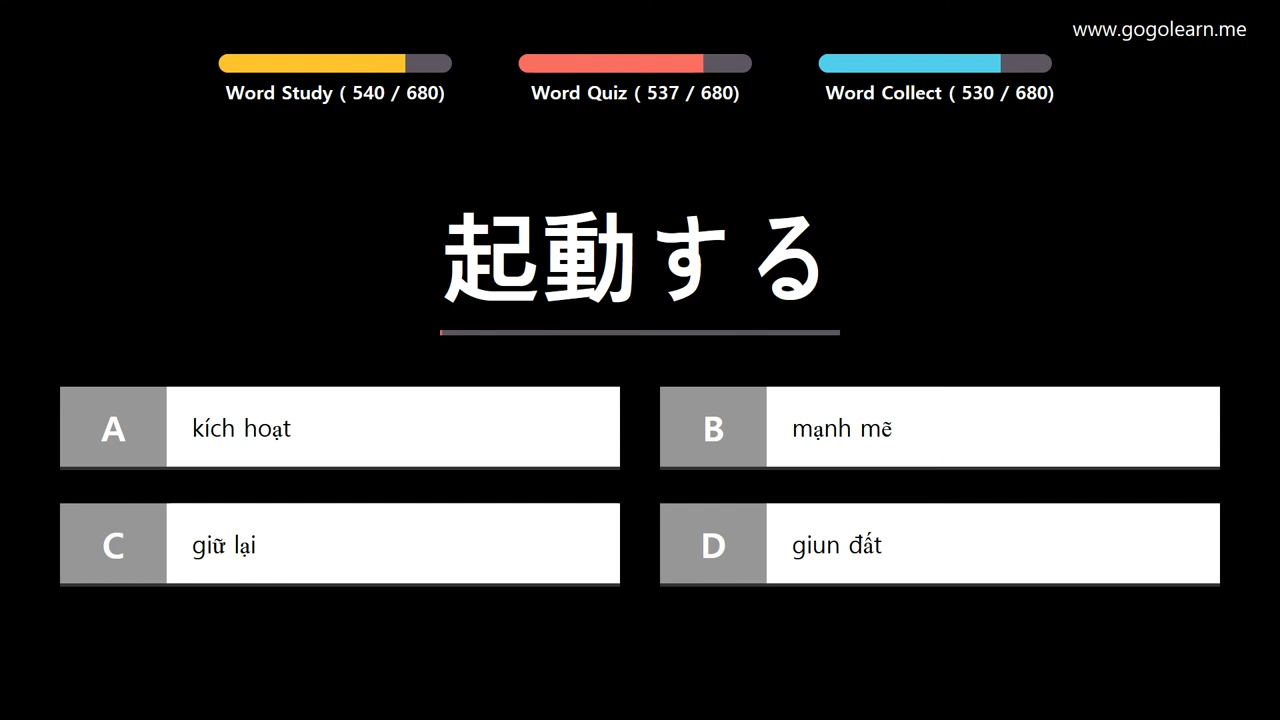 www.gogolearn.me
Word Study ( 540 / 680)
Word Quiz ( 537 / 680)
Word Collect ( 530 / 680)
起動する
A kích hoạt
B mạnh mẽ
C giữ lại
D giun đất